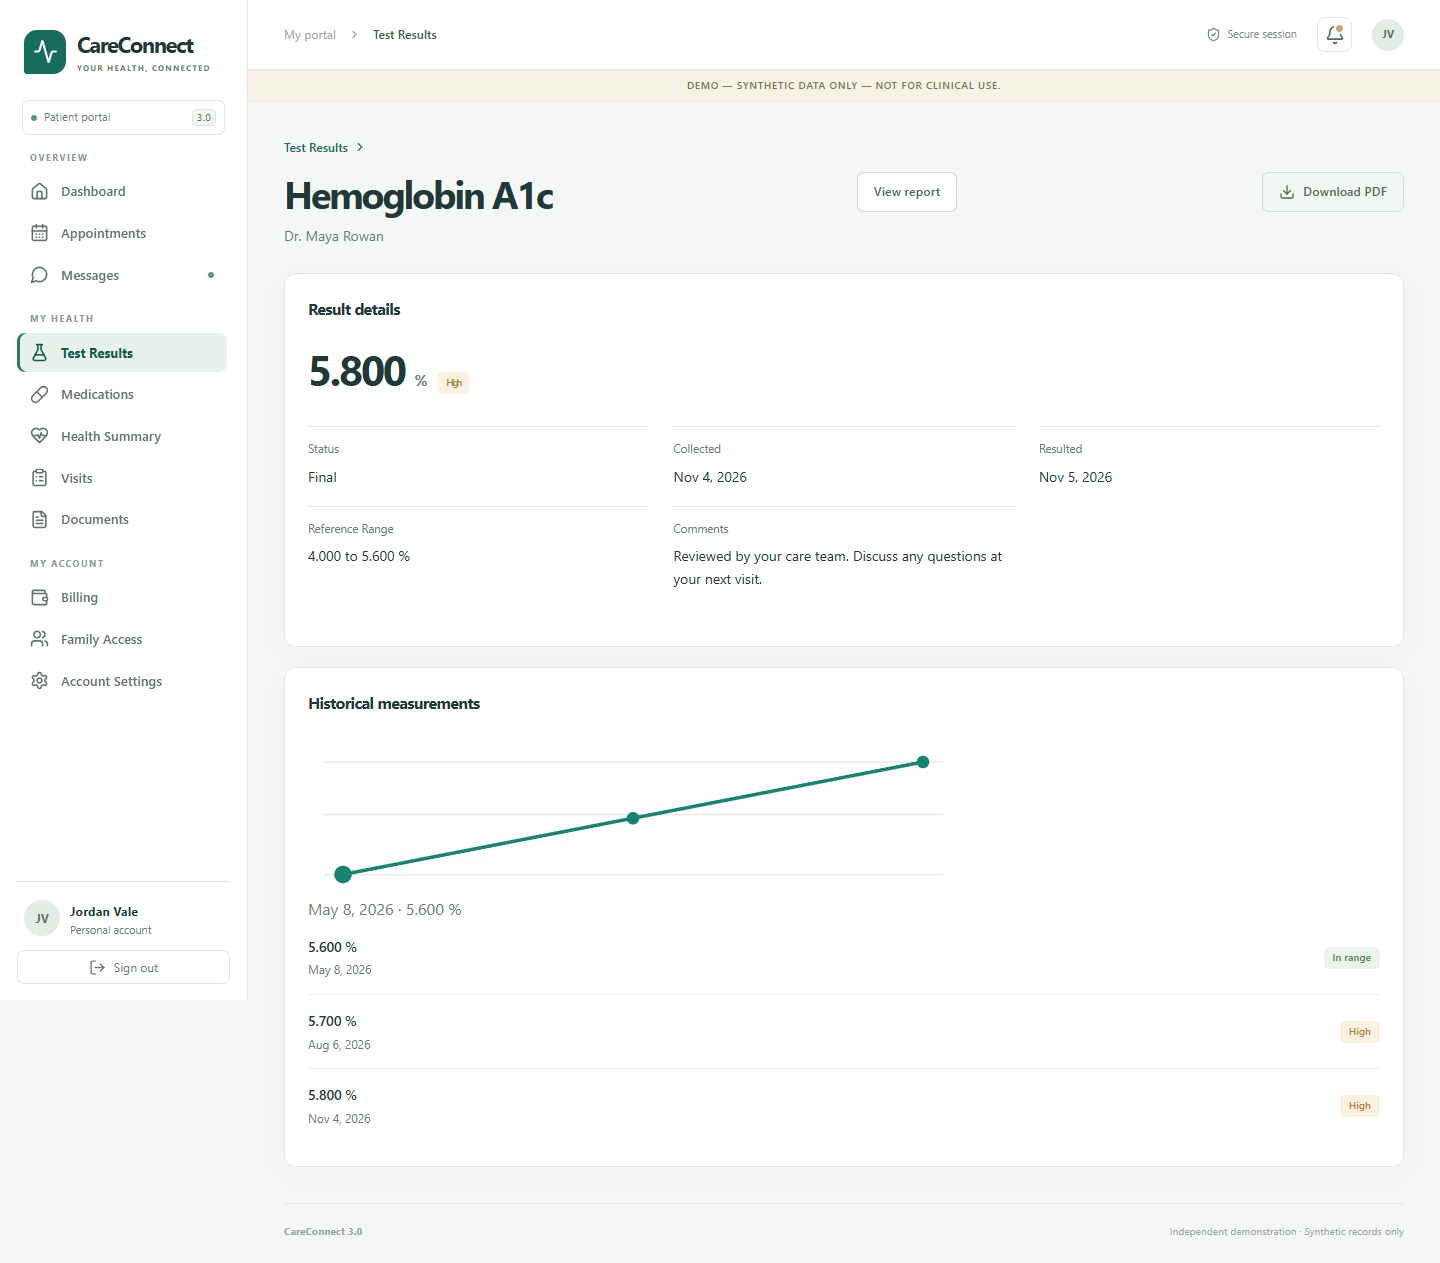 CareConnect
YOUR HEALTH, CONNECTED
Patient portal 3.0
OVERVIEW
Dashboard
Appointments
Messages
MY HEALTH
Test Results
Medications
Health Summary
Visits
Documents
MY ACCOUNT
Billing
Family Access
Account Settings
JV Jordan Vale
Personal account
Sign out
My portal Test Results
Secure session
JV
DEMO — SYNTHETIC DATA ONLY — NOT FOR CLINICAL USE.
Test Results
Hemoglobin A1c
Dr. Maya Rowan
View report
Download PDF
Result details
5.800 % High
Status
Final
Collected
Nov 4, 2026
Resulted
Nov 5, 2026
Reference Range
4.000 to 5.600 %
Comments
Reviewed by your care team. Discuss any questions at
your next visit.
Historical measurements
May 8, 2026 · 5.600 %
5.600 %
May 8, 2026
In range
5.700 %
Aug 6, 2026
High
5.800 %
Nov 4, 2026
High
CareConnect 3.0
Independent demonstration · Synthetic records only